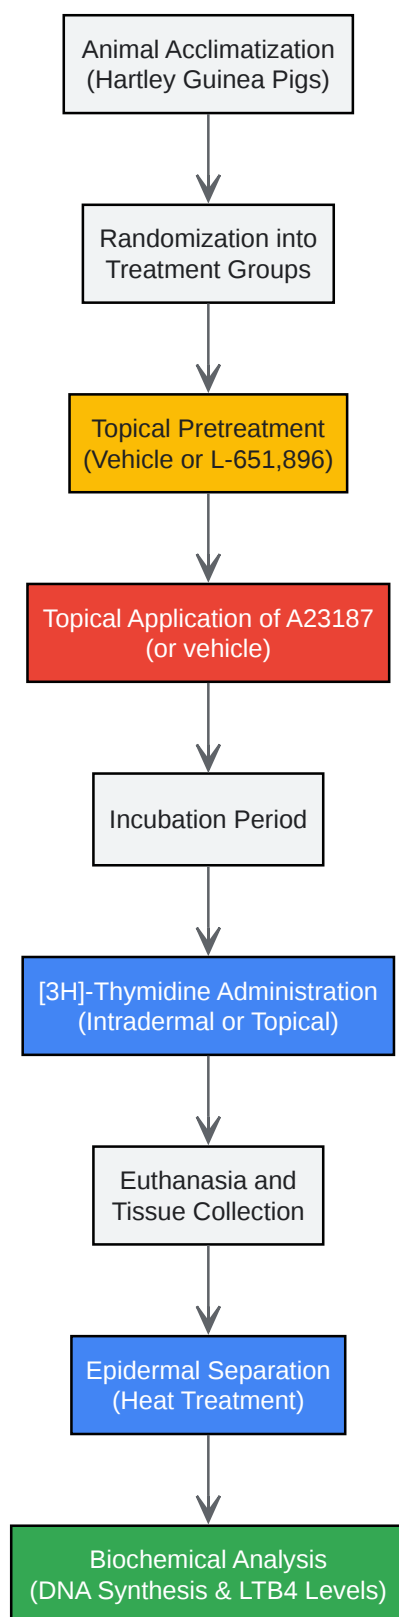 Animal Acclimatization
(Hartley Guinea Pigs)
Randomization into
Treatment Groups
Topical Pretreatment
(Vehicle or L-651,896)
Topical Application of A23187
(or vehicle)
Incubation Period
[3H]-Thymidine Administration
(Intradermal or Topical)
Euthanasia and
Tissue Collection
Epidermal Separation
(Heat Treatment)
Biochemical Analysis
(DNA Synthesis & LTB4 Levels)